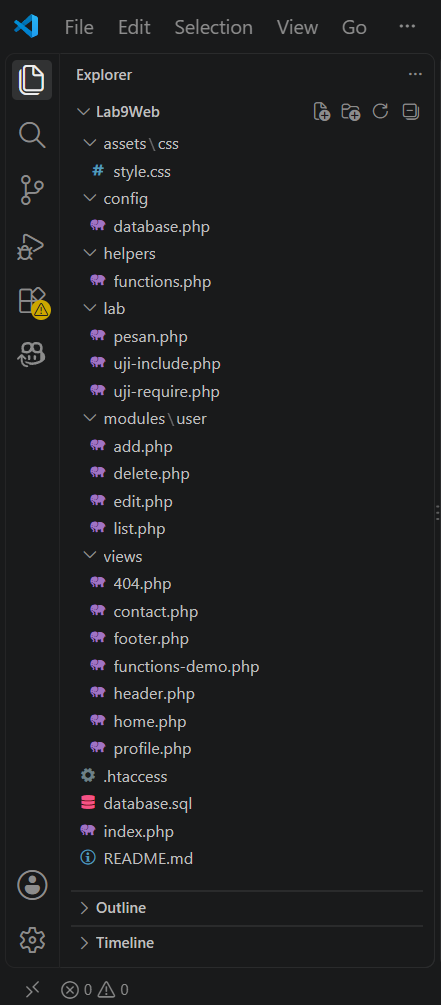 File Edit Selection View Go ...
Explorer ...
Lab9Web
assets\css
# style.css
config
database.php
helpers
functions.php
lab
pesan.php
uji-include.php
uji-require.php
modules\user
add.php
delete.php
edit.php
list.php
views
404.php
contact.php
footer.php
functions-demo.php
header.php
home.php
profile.php
.htaccess
database.sql
index.php
README.md
Outline
Timeline
0 0